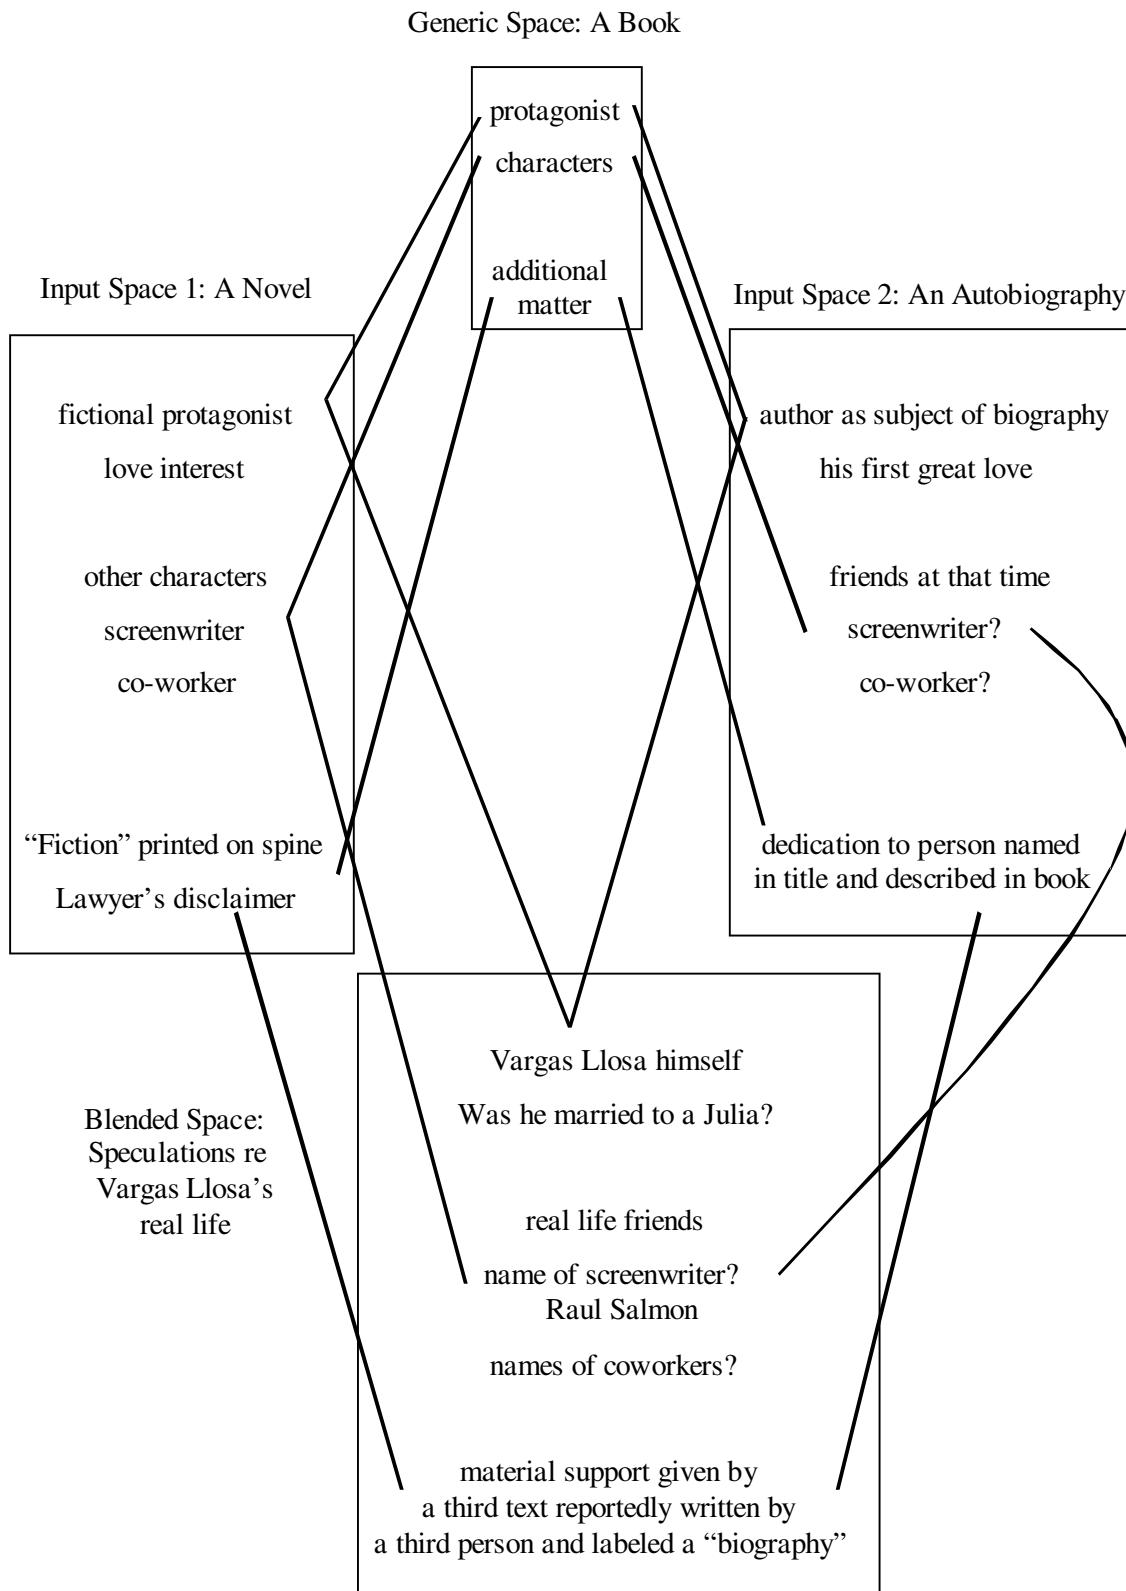 Generic Space: A Book
protagonist
characters
additional
matter
Input Space 1: A Novel
fictional protagonist
love interest
other characters
screenwriter
co-worker
“Fiction” printed on spine
Lawyer’s disclaimer
Input Space 2: An Autobiography
author as subject of biography
his first great love
friends at that time
screenwriter?
co-worker?
dedication to person named
in title and described in book
Blended Space:
Speculations re
Vargas Llosa’s
real life
Vargas Llosa himself
Was he married to a Julia?
real life friends
name of screenwriter?
Raul Salmon
names of coworkers?
material support given by
a third text reportedly written by
a third person and labeled a “biography”